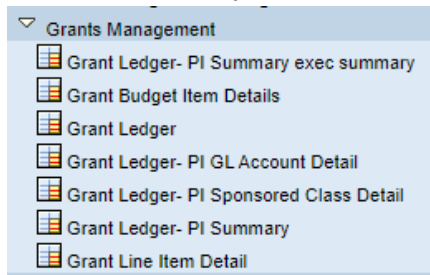 Grants Management
Grant Ledger- PI Summary exec summary
Grant Budget Item Details
Grant Ledger
Grant Ledger- PI GL Account Detail
Grant Ledger- PI Sponsored Class Detail
Grant Ledger- PI Summary
Grant Line Item Detail